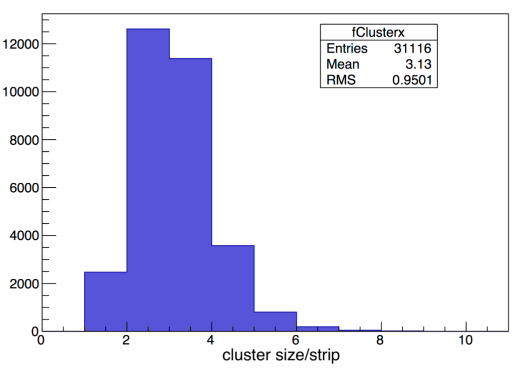 fClusterx
Entries 31116
Mean 3.13
RMS 0.9501
12000
10000
8000
6000
4000
2000
0
0 2 4 6 8 10
cluster size/strip